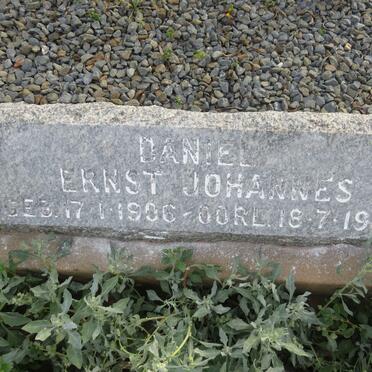 DANIEL
ERNST JOHANNES
GEB. 17·1·1906 - OORL. 18·7·19